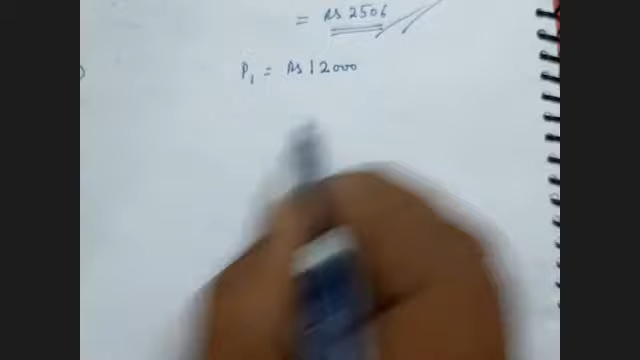 = Rs 2506
P₁ = Rs 12000